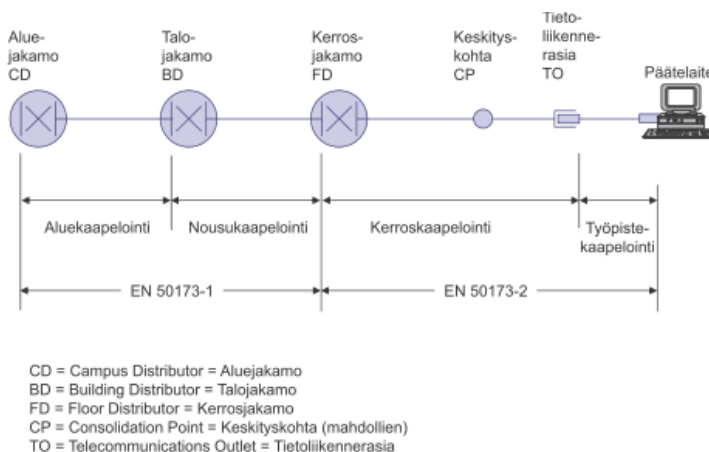 Alue-
jakamo
CD
Talo-
jakamo
BD
Kerros-
jakamo
FD
Keskitys-
kohta
CP
Tieto-
liikenne-
rasia
TO
Päätelaite
Aluekaapelointi
Nousukaapelointi
Kerroskaapelointi
Työpiste-
kaapelointi
EN 50173-1
EN 50173-2
CD = Campus Distributor = Aluejakamo
BD = Building Distributor = Talojakamo
FD = Floor Distributor = Kerrosjakamo
CP = Consolidation Point = Keskityskohta (mahdollien)
TO = Telecommunications Outlet = Tietoliikennerasia